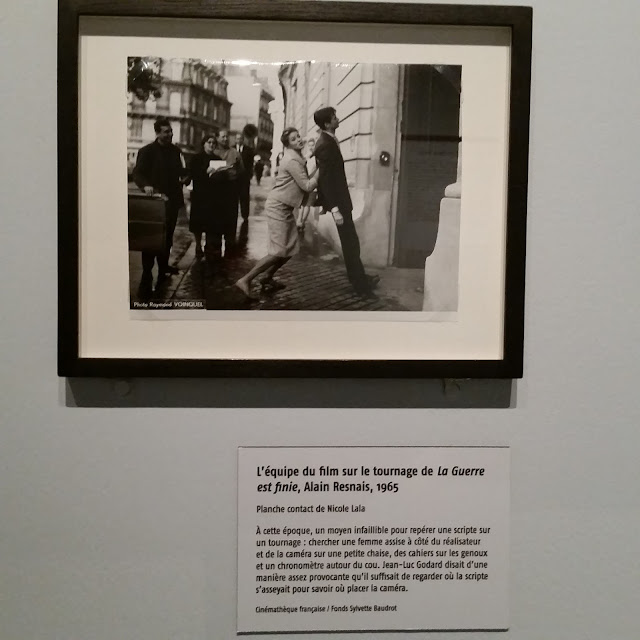 Photo Raymond VOINQUEL
L'équipe du film sur le tournage de La Guerre
est finie, Alain Resnais, 1965
Planche contact de Nicole Lala
À cette époque, un moyen infaillible pour repérer une scripte sur
un tournage : chercher une femme assise à côté du réalisateur
et de la caméra sur une petite chaise, des cahiers sur les genoux
et un chronomètre autour du cou. Jean-Luc Godard disait d'une
manière assez provocante qu'il suffisait de regarder où la scripte
s'asseyait pour savoir où placer la caméra.
Cinémathèque française / Fonds Sylvette Baudrot